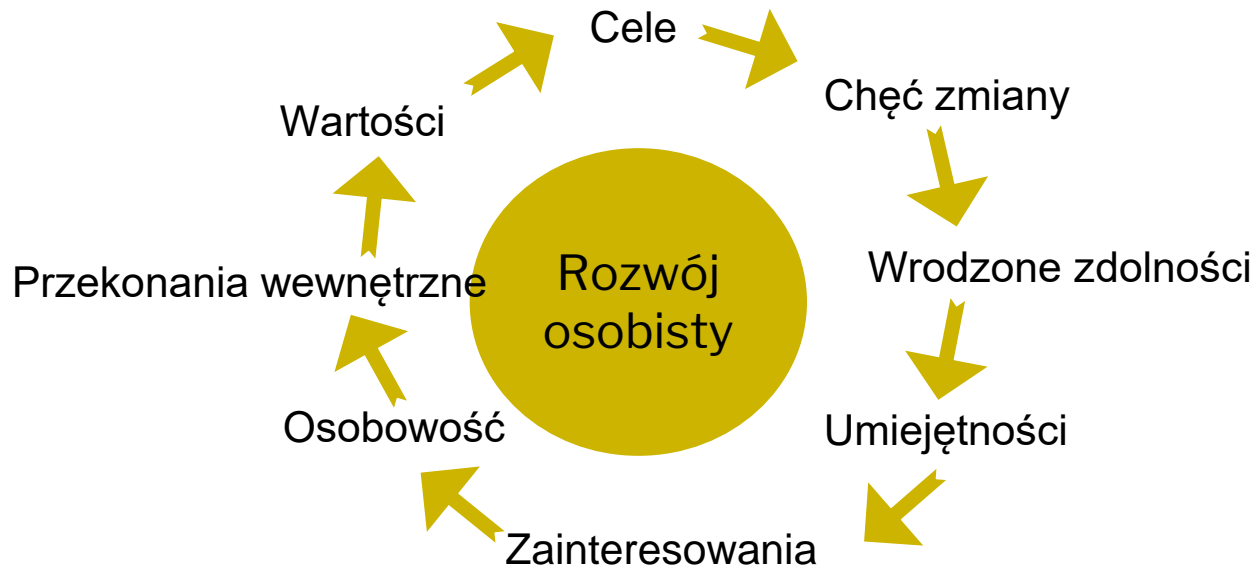 Cele
Chęć zmiany
Wartości
Wrodzone zdolności
Przekonania wewnętrzne
Rozwój
osobisty
Osobowość
Umiejętności
Zainteresowania